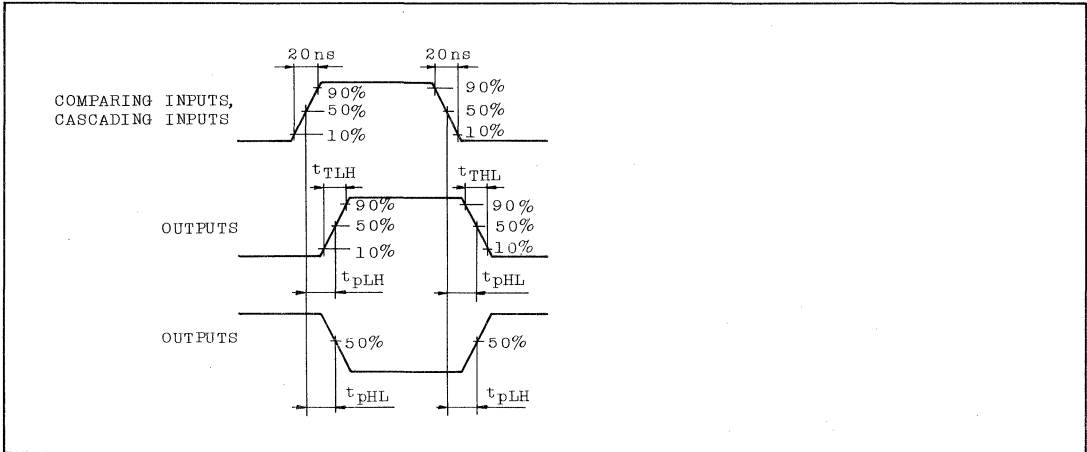 20ns 20ns
COMPARING INPUTS,
CASCADING INPUTS
90% 90%
50% 50%
10% 10%
tTLH tTHL
OUTPUTS
90% 90%
50% 50%
10% 10%
tpLH tpHL
OUTPUTS
50% 50%
tpHL tpLH